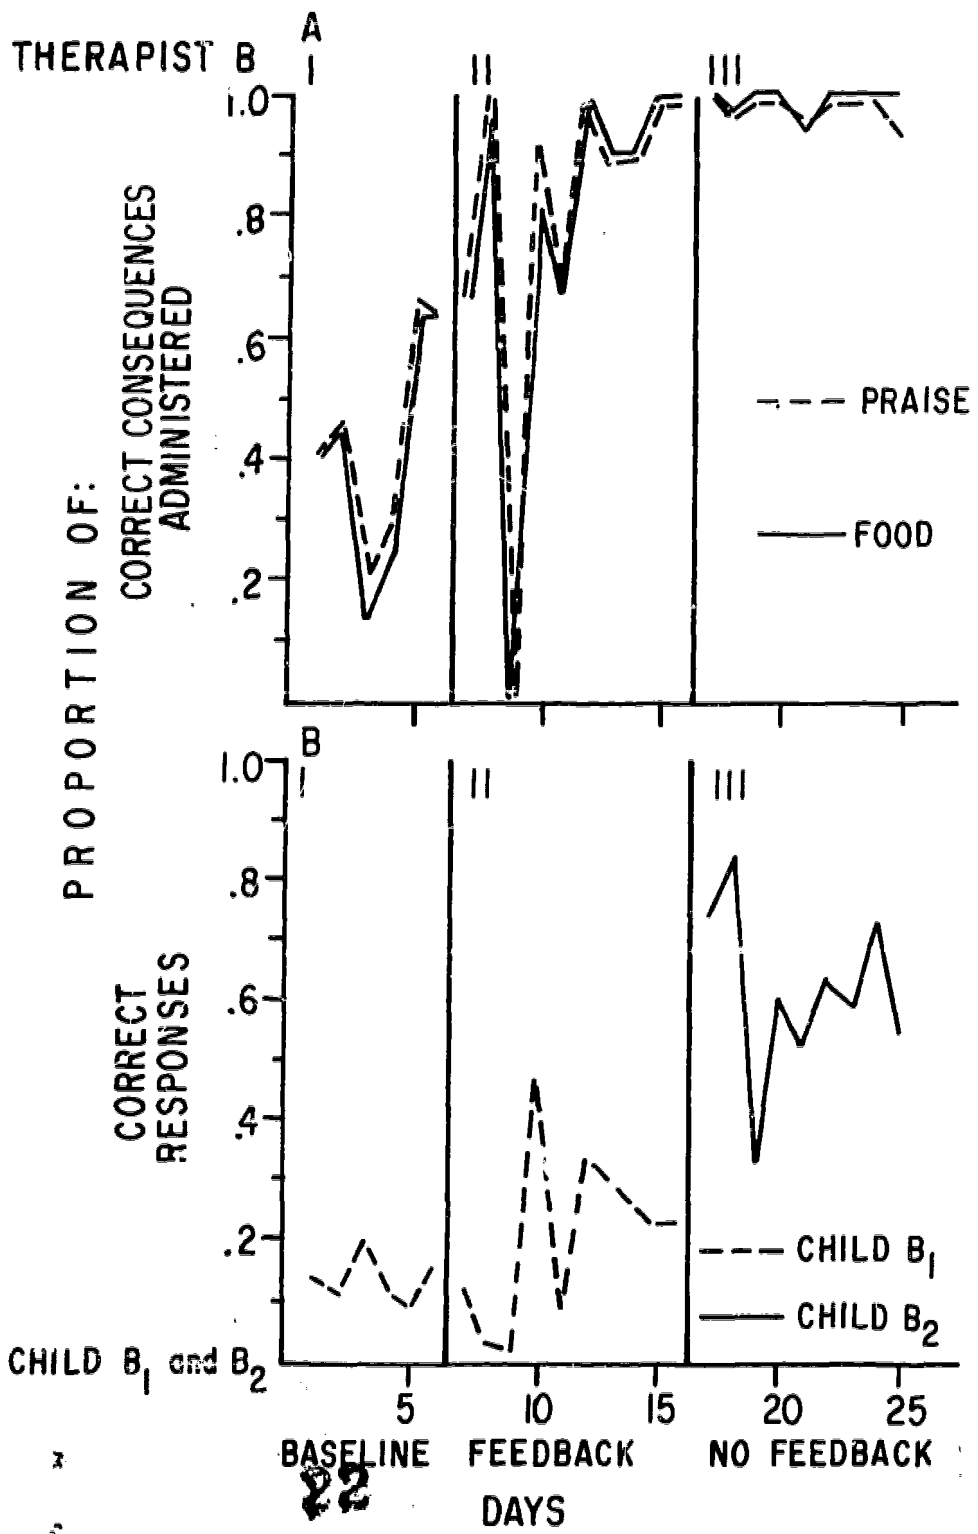 A
THERAPIST B
I II III
1.0
.8
.6
.4
.2
PROPORTION OF:
CORRECT CONSEQUENCES
ADMINISTERED
PRAISE
FOOD
B
I II III
1.0
.8
.6
.4
.2
CORRECT
RESPONSES
CHILD B1
CHILD B2
CHILD B1 and B2
5 10 15 20 25
BASELINE FEEDBACK NO FEEDBACK
22
DAYS